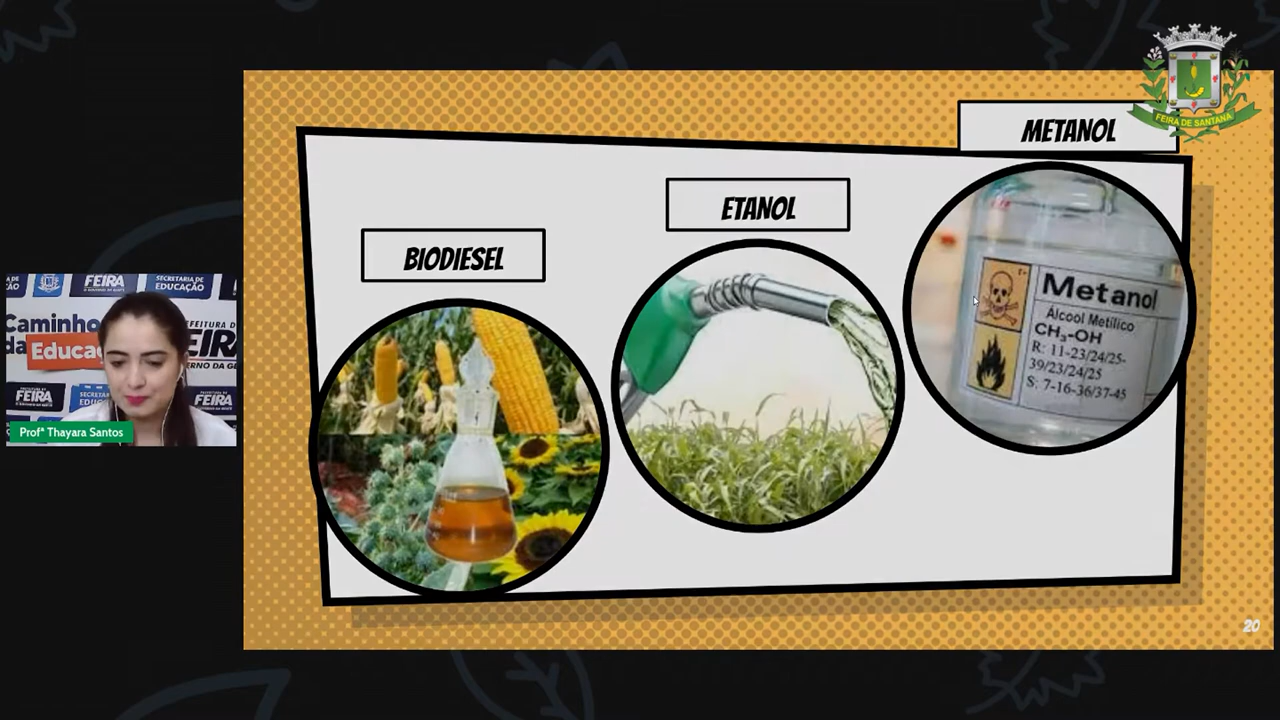 FEIRA DE SANTANA
METANOL
ETANOL
BIODIESEL
Metanol
Álcool Metílico
CH₃-OH
R: 11-23/24/25-
39/23/24/25
S: 7-16-36/37-45
FEIRA
SECRETARIA DE
EDUCAÇÃO
Caminho
da Educaç
FEIRA
FEIRA
Profª Thayara Santos
20